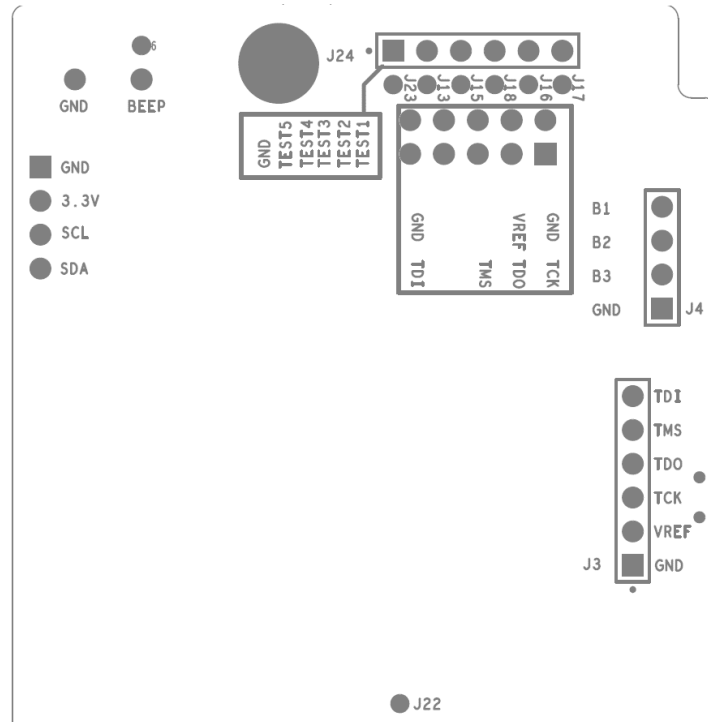 6
J24
GND
BEEP
J23
J13
J15
J18
J16
J17
GND
TEST5
TEST4
TEST3
TEST2
TEST1
GND
3.3V
SCL
SDA
GND
VREF
GND
TDI
TMS
TDO
TCK
B1
B2
B3
GND
J4
TDI
TMS
TDO
TCK
VREF
J3
GND
J22